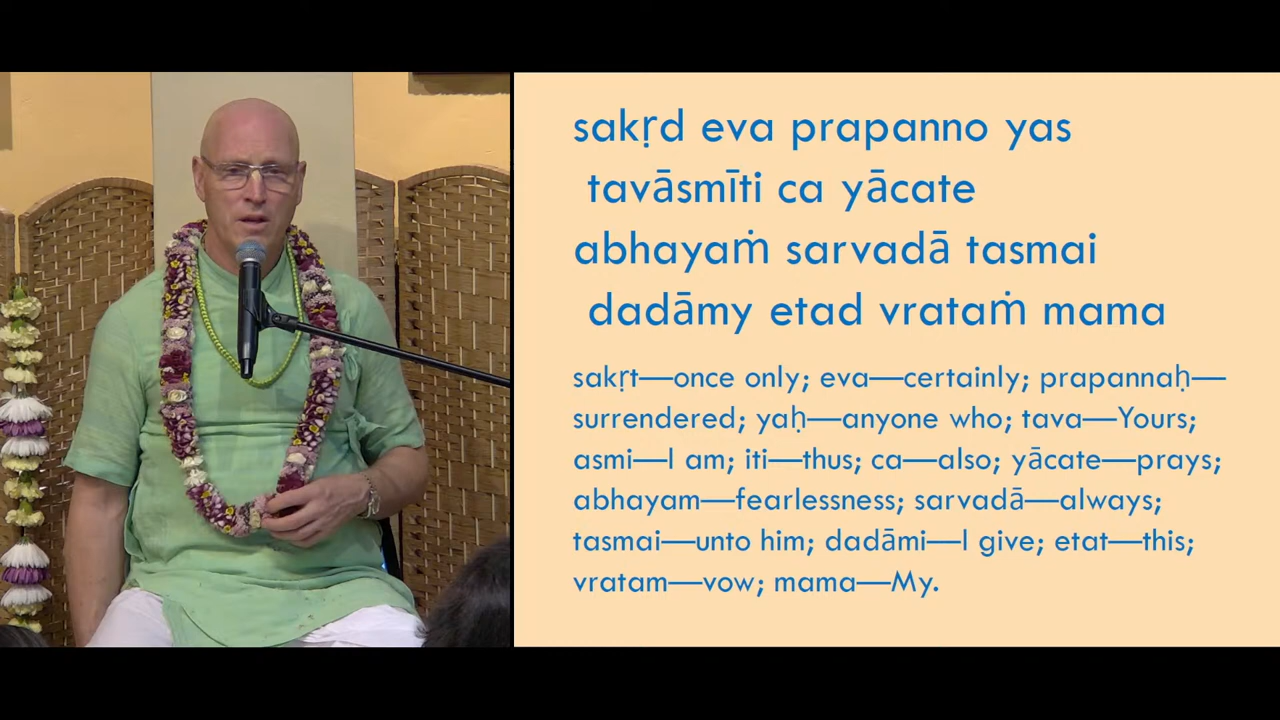 sakṛd eva prapanno yas
tavāsmīti ca yācate
abhayaṁ sarvadā tasmai
dadāmy etad vrataṁ mama
sakṛt—once only; eva—certainly; prapannaḥ—
surrendered; yaḥ—anyone who; tava—Yours;
asmi—I am; iti—thus; ca—also; yācate—prays;
abhayam—fearlessness; sarvadā—always;
tasmai—unto him; dadāmi—I give; etat—this;
vratam—vow; mama—My.